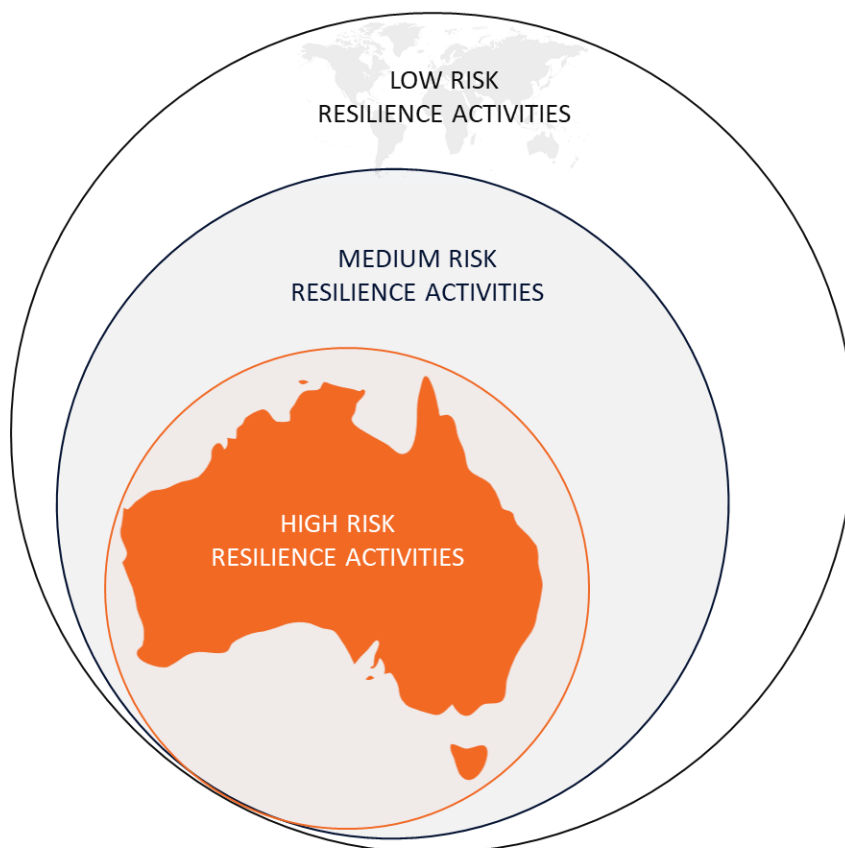 LOW RISK
RESILIENCE ACTIVITIES
MEDIUM RISK
RESILIENCE ACTIVITIES
HIGH RISK
RESILIENCE ACTIVITIES